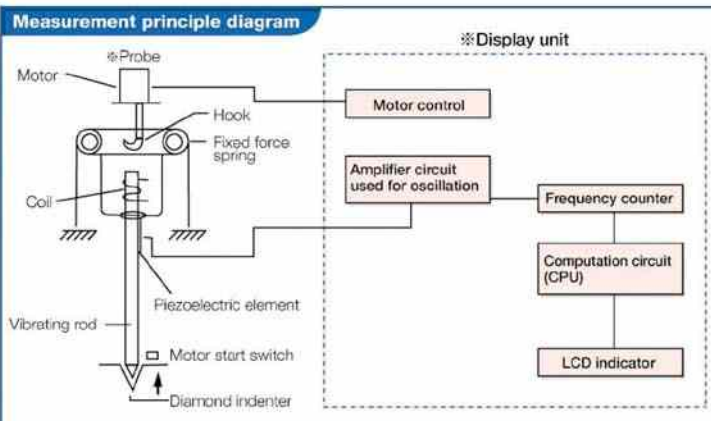 Measurement principle diagram
※Display unit
※Probe
Motor
Motor control
Hook
Fixed force
spring
Amplifier circuit
used for oscillation
Coil
Frequency counter
Computation circuit
(CPU)
Piezoelectric element
Vibrating rod
Motor start switch
LCD indicator
Diamond indenter